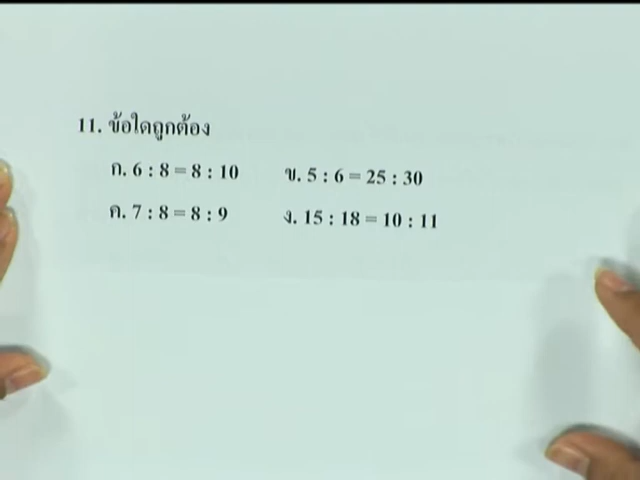 11. ข้อใดถูกต้อง
ก. 6 : 8 = 8 : 10 ข. 5 : 6 = 25 : 30
ค. 7 : 8 = 8 : 9 ง. 15 : 18 = 10 : 11